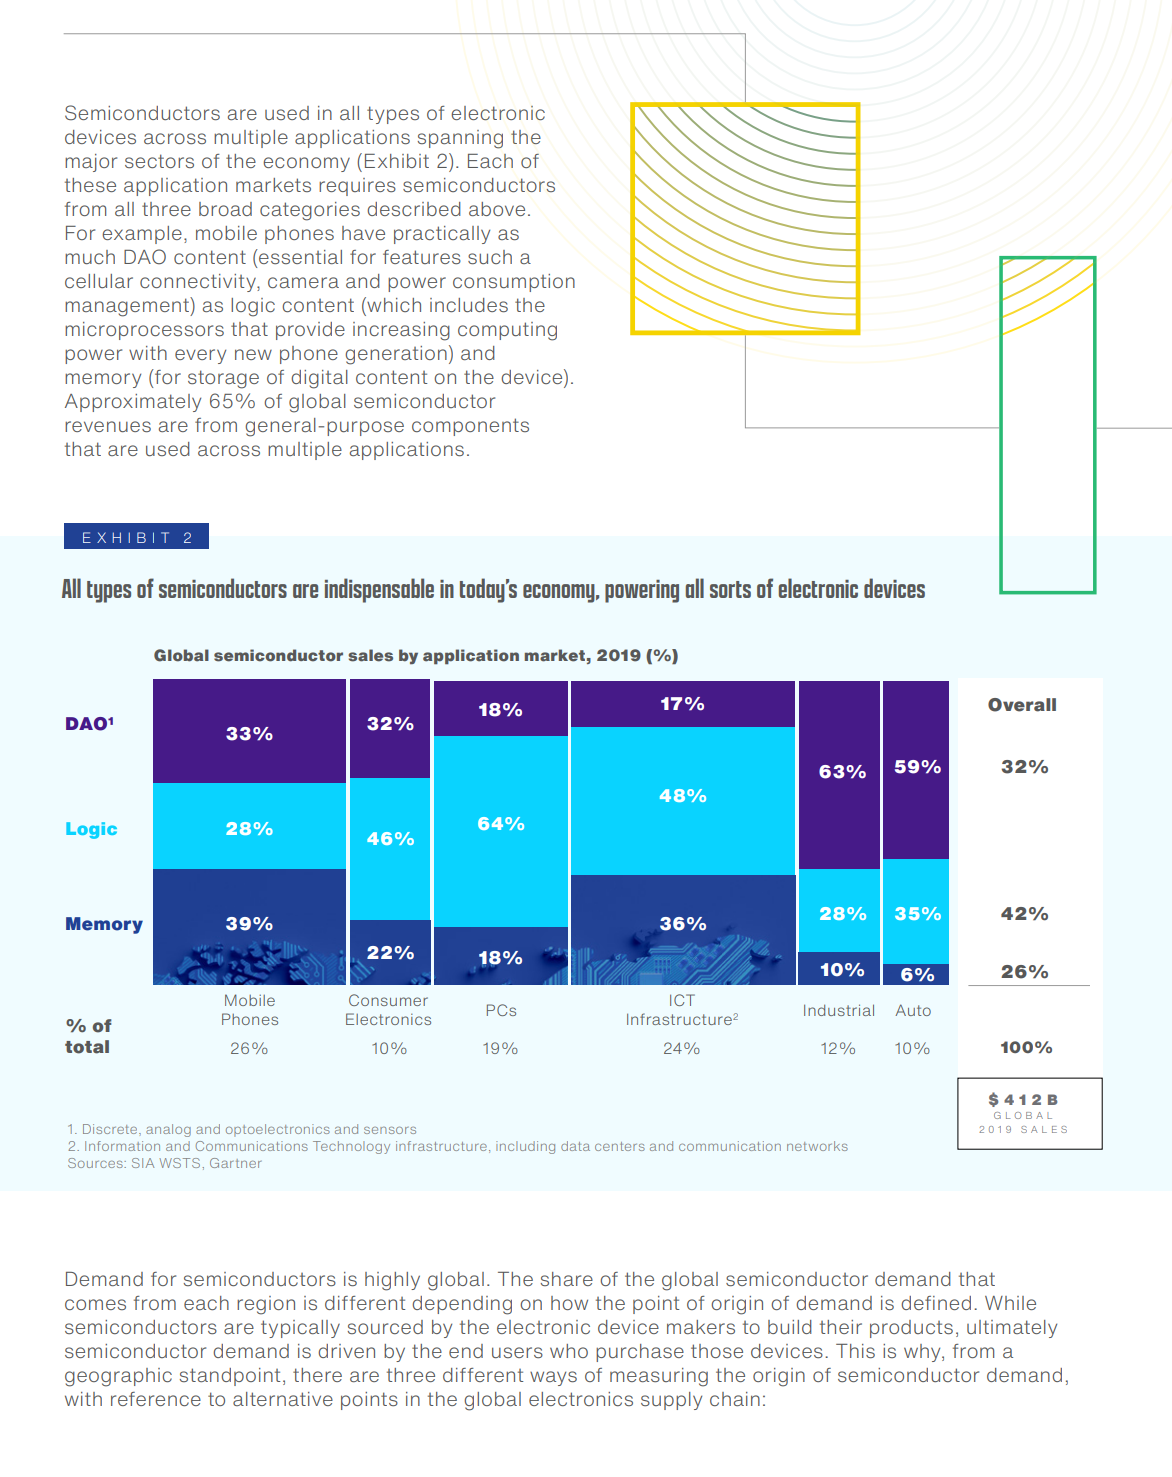 Semiconductors are used in all types of electronic
devices across multiple applications spanning the
major sectors of the economy (Exhibit 2). Each of
these application markets requires semiconductors
from all three broad categories described above.
For example, mobile phones have practically as
much DAO content (essential for features such a
cellular connectivity, camera and power consumption
management) as logic content (which includes the
microprocessors that provide increasing computing
power with every new phone generation) and
memory (for storage of digital content on the device).
Approximately 65% of global semiconductor
revenues are from general-purpose components
that are used across multiple applications.
EXHIBIT 2
All types of semiconductors are indispensable in today's economy, powering all sorts of electronic devices
Global semiconductor sales by application market, 2019 (%)
Overall
DAO¹ 33% 32% 18% 17% 63% 59% 32%
Logic 28% 46% 64% 48% 28% 35% 42%
Memory 39% 22% 18% 36% 10% 6% 26%
Mobile Phones Consumer Electronics PCs ICT Infrastructure² Industrial Auto
% of total 26% 10% 19% 24% 12% 10% 100%
$412B
GLOBAL
2019 SALES
1. Discrete, analog and optoelectronics and sensors
2. Information and Communications Technology infrastructure, including data centers and communication networks
Sources: SIA WSTS, Gartner
Demand for semiconductors is highly global. The share of the global semiconductor demand that
comes from each region is different depending on how the point of origin of demand is defined. While
semiconductors are typically sourced by the electronic device makers to build their products, ultimately
semiconductor demand is driven by the end users who purchase those devices. This is why, from a
geographic standpoint, there are three different ways of measuring the origin of semiconductor demand,
with reference to alternative points in the global electronics supply chain: